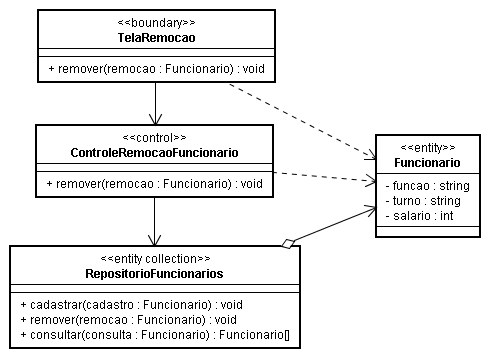 <<boundary>>
TelaRemocao
+ remover(remocao : Funcionario) : void
<<control>>
ControleRemocaoFuncionario
+ remover(remocao : Funcionario) : void
<<entity>>
Funcionario
- funcao : string
- turno : string
- salario : int
<<entity collection>>
RepositorioFuncionarios
+ cadastrar(cadastro : Funcionario) : void
+ remover(remocao : Funcionario) : void
+ consultar(consulta : Funcionario) : Funcionario[]